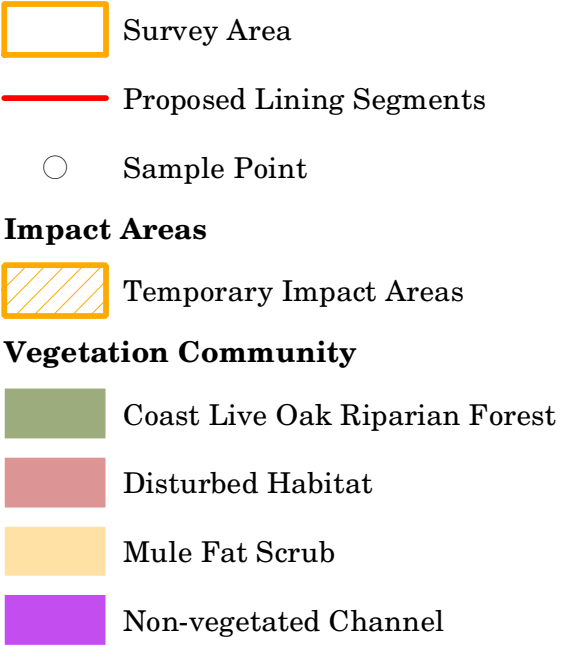 Survey Area
Proposed Lining Segments
Sample Point
Impact Areas
Temporary Impact Areas
Vegetation Community
Coast Live Oak Riparian Forest
Disturbed Habitat
Mule Fat Scrub
Non-vegetated Channel